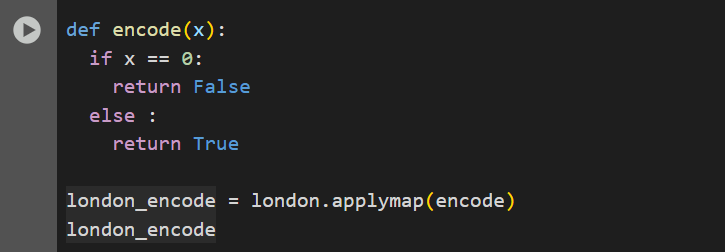 def encode(x):
  if x == 0:
    return False
  else :
    return True

london_encode = london.applymap(encode)
london_encode